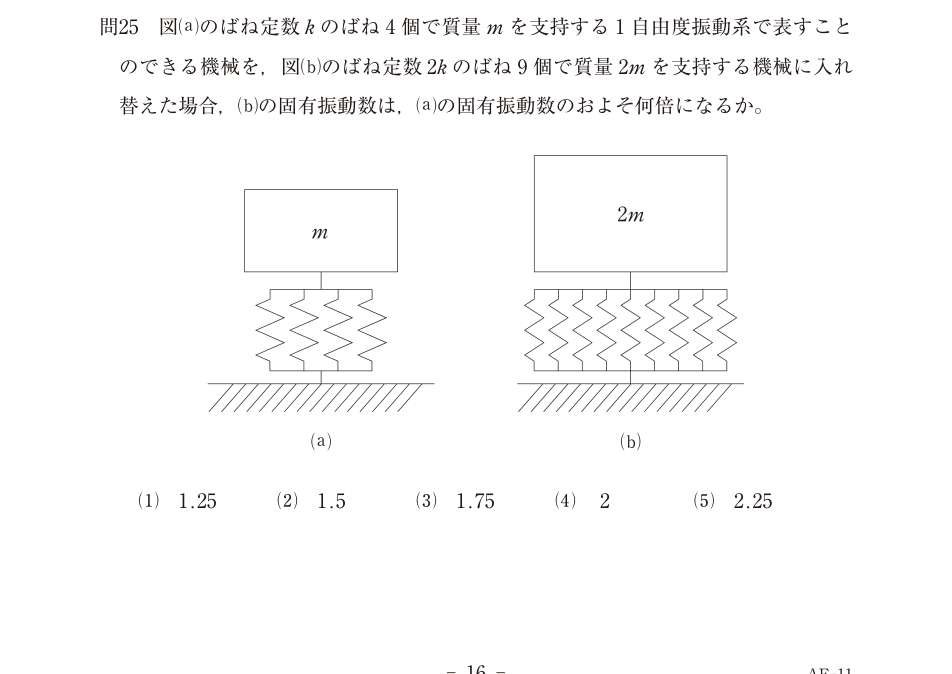 問25 図(a)のばね定数 k のばね 4 個で質量 m を支持する 1 自由度振動系で表すこと
のできる機械を，図(b)のばね定数 2k のばね 9 個で質量 2m を支持する機械に入れ
替えた場合，(b)の固有振動数は，(a)の固有振動数のおよそ何倍になるか。
m
2m
(a)
(b)
(1) 1.25 (2) 1.5 (3) 1.75 (4) 2 (5) 2.25
− 16 −